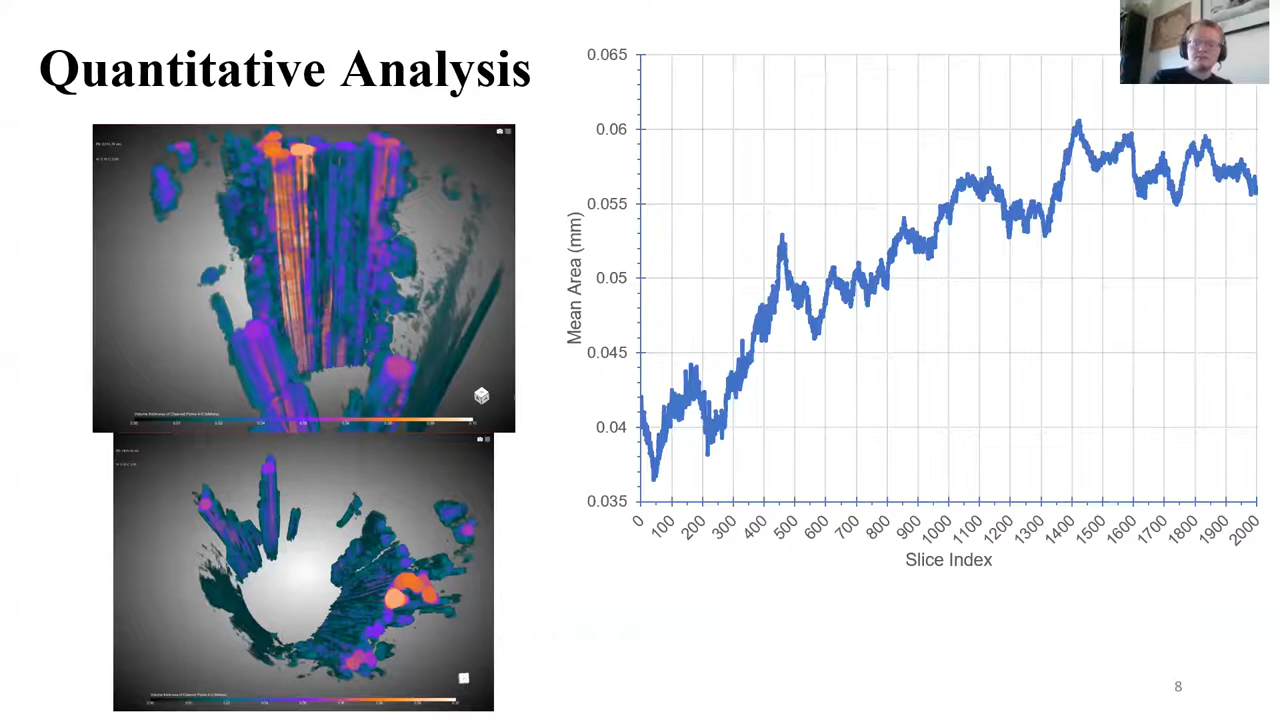 Quantitative Analysis
0.065
0.06
0.055
0.05
0.045
0.04
0.035
Mean Area (mm)
0 100 200 300 400 500 600 700 800 900 1000 1100 1200 1300 1400 1500 1600 1700 1800 1900 2000
Slice Index
8